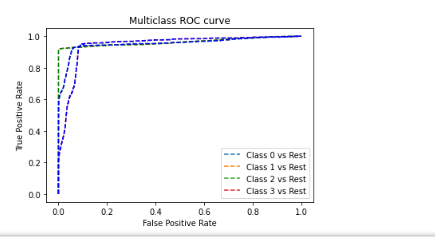 Multiclass ROC curve
True Positive Rate
1.0
0.8
0.6
0.4
0.2
0.0
Class 0 vs Rest
Class 1 vs Rest
Class 2 vs Rest
Class 3 vs Rest
0.0 0.2 0.4 0.6 0.8 1.0
False Positive Rate